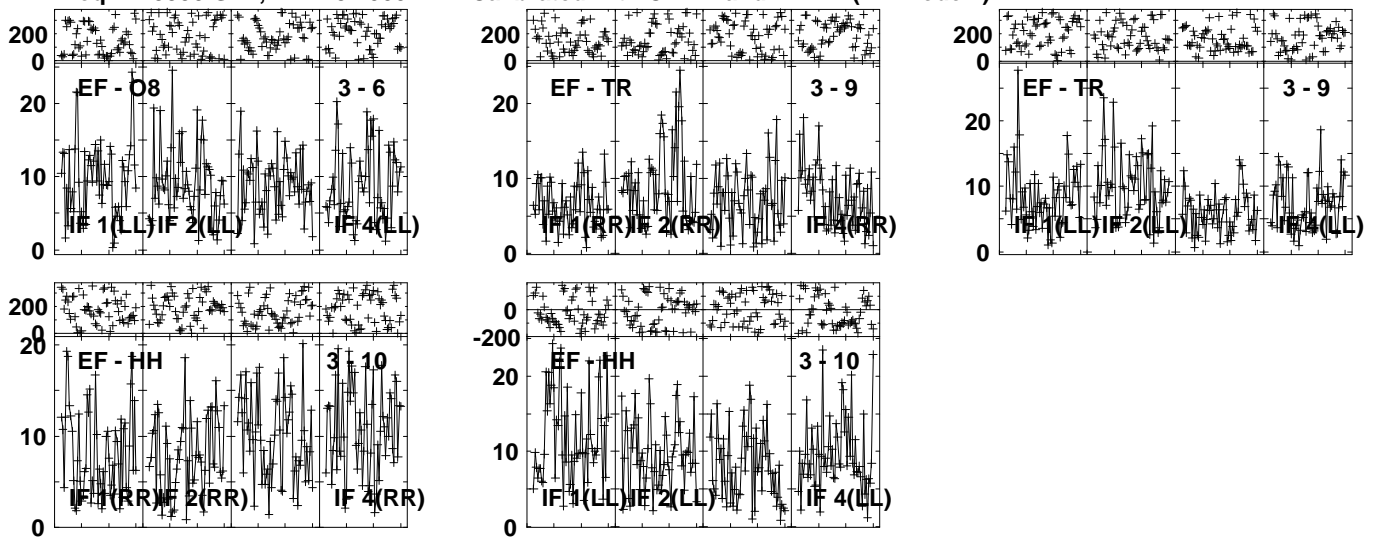 200
0
EF - O8
3 - 6
20
10
0
IF 1(LL)
IF 2(LL)
IF 4(LL)
200
0
EF - TR
3 - 9
20
10
0
IF 1(RR)
IF 2(RR)
IF 4(RR)
200
0
EF - TR
3 - 9
20
10
0
IF 1(LL)
IF 2(LL)
IF 4(LL)
200
0
20
EF - HH
3 - 10
10
0
IF 1(RR)
IF 2(RR)
IF 4(RR)
0
-200
EF - HH
3 - 10
20
10
0
IF 1(LL)
IF 2(LL)
IF 4(LL)